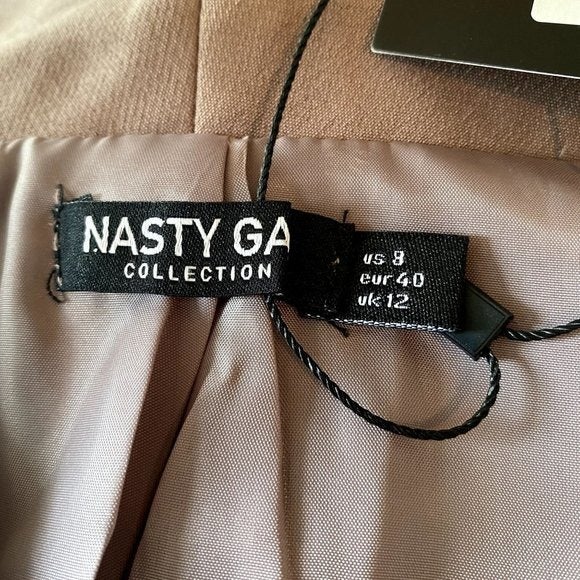 NASTY GA
COLLECTION
us 8
eur 40
uk 12